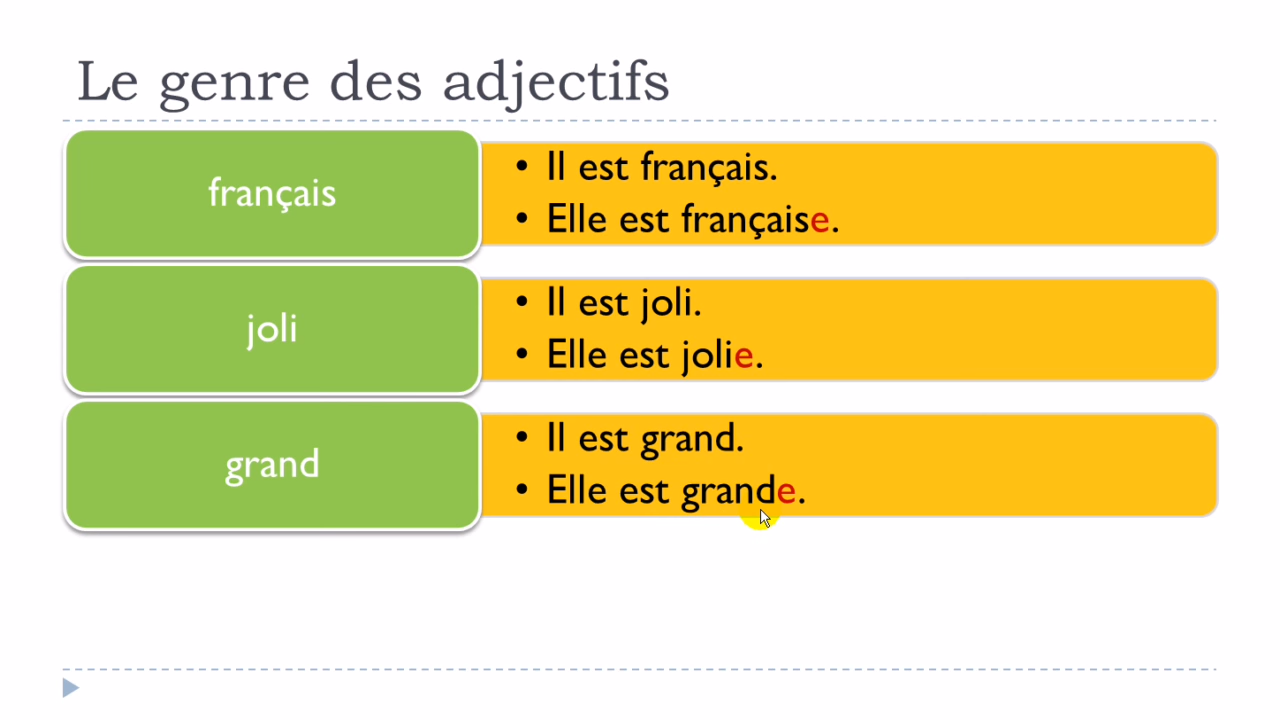 Le genre des adjectifs
français
• Il est français.
• Elle est française.
joli
• Il est joli.
• Elle est jolie.
grand
• Il est grand.
• Elle est grande.